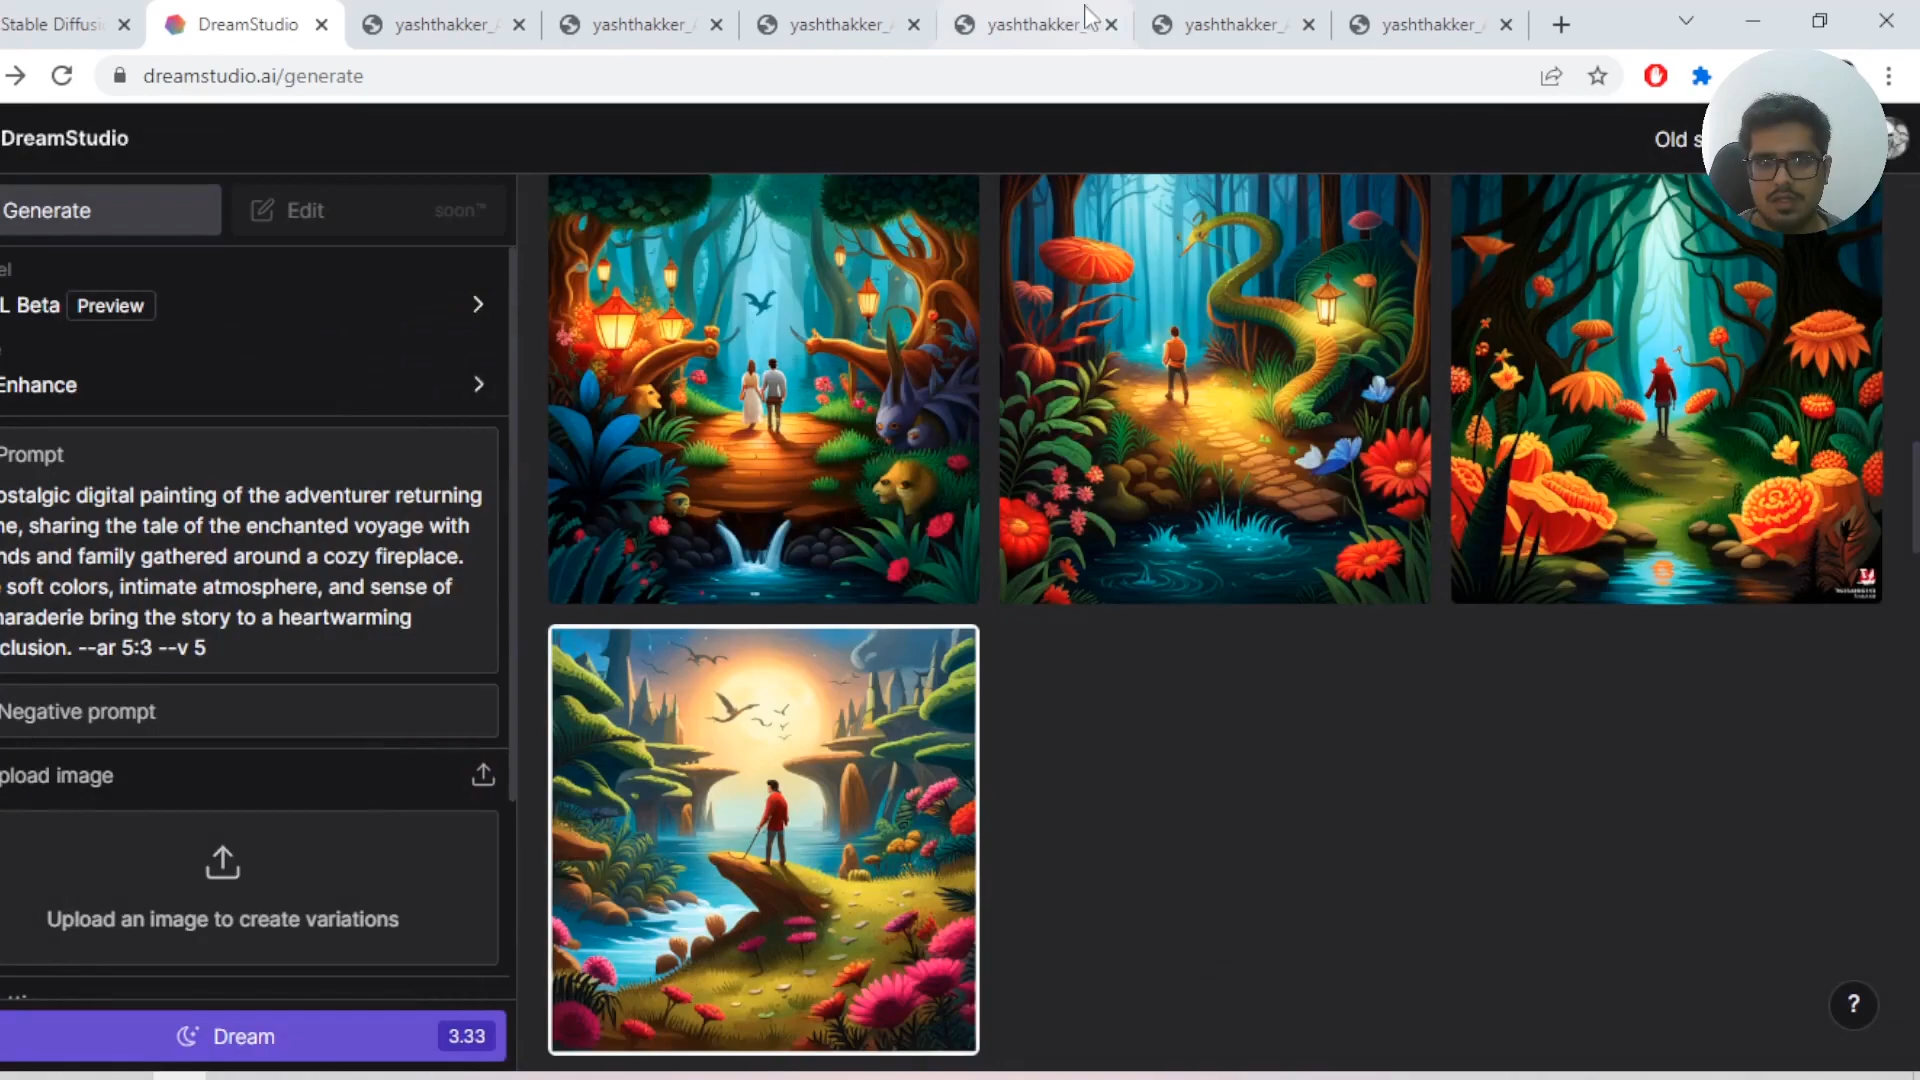 Stable Diffusi
DreamStudio
yashthakker_
yashthakker_
yashthakker_
yashthakker_
yashthakker_
yashthakker_
dreamstudio.ai/generate
DreamStudio
Old s
Generate
Edit
soon™
el
L Beta
Preview
Enhance
Prompt
ostalgic digital painting of the adventurer returning
ne, sharing the tale of the enchanted voyage with
nds and family gathered around a cozy fireplace.
soft colors, intimate atmosphere, and sense of
naraderie bring the story to a heartwarming
clusion. --ar 5:3 --v 5
Negative prompt
pload image
Upload an image to create variations
Dream
3.33
?